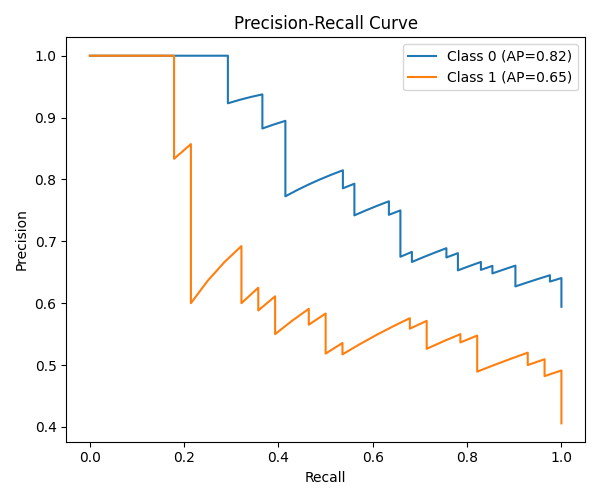 Precision-Recall Curve
Class 0 (AP=0.82)
Class 1 (AP=0.65)
Precision
1.0
0.9
0.8
0.7
0.6
0.5
0.4
0.0 0.2 0.4 0.6 0.8 1.0
Recall